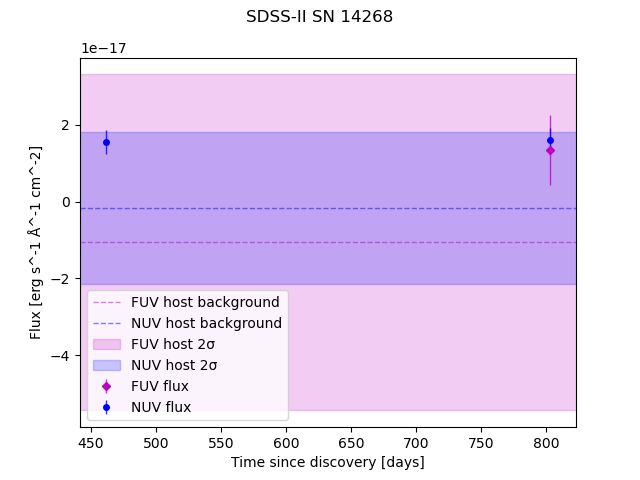 SDSS-II SN 14268
1e−17
Flux [erg s^-1 Å^-1 cm^-2]
2
0
−2
−4
FUV host background
NUV host background
FUV host 2σ
NUV host 2σ
FUV flux
NUV flux
450 500 550 600 650 700 750 800
Time since discovery [days]